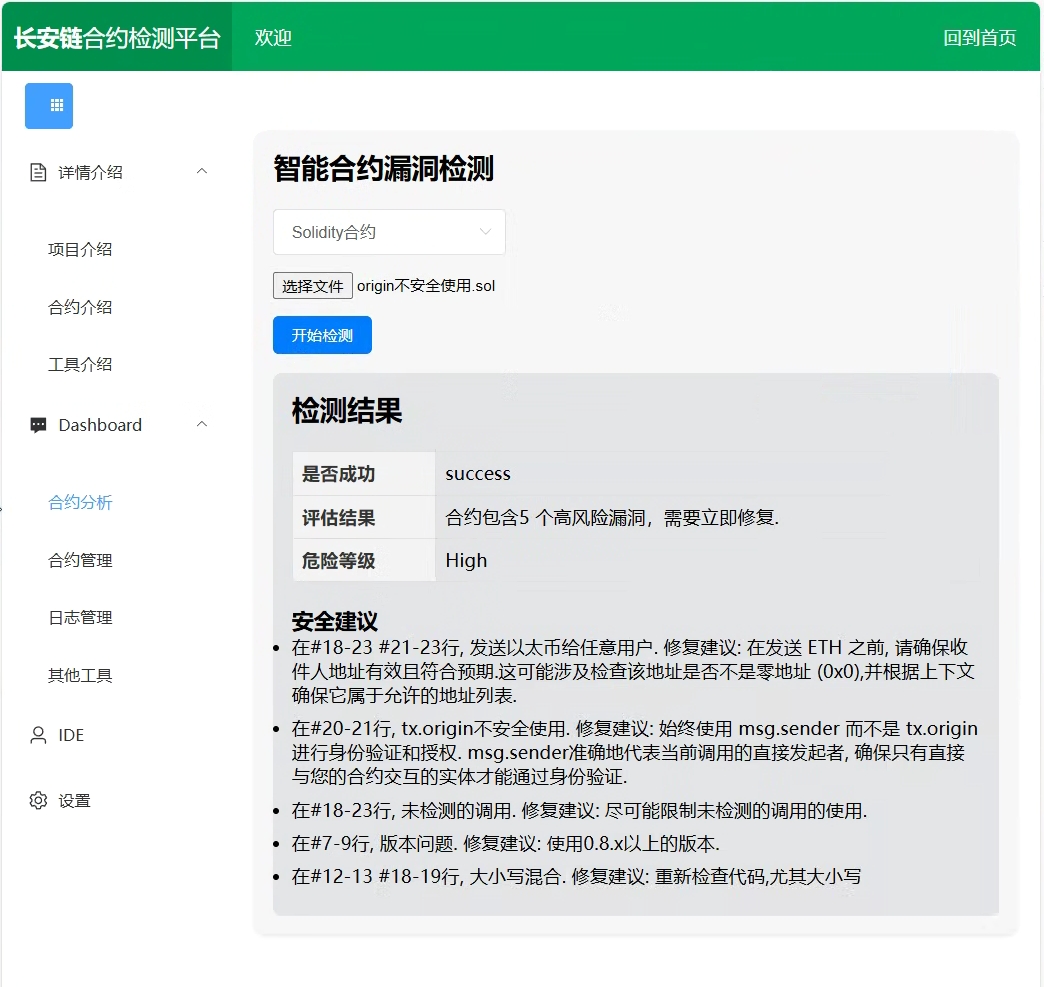 长安链合约检测平台
欢迎
回到首页
详情介绍
项目介绍
合约介绍
工具介绍
Dashboard
合约分析
合约管理
日志管理
其他工具
IDE
设置
智能合约漏洞检测
Solidity合约
选择文件 origin不安全使用.sol
开始检测
检测结果
是否成功 success
评估结果 合约包含5 个高风险漏洞，需要立即修复.
危险等级 High
安全建议
在#18-23 #21-23行, 发送以太币给任意用户. 修复建议: 在发送 ETH 之前, 请确保收
件人地址有效且符合预期.这可能涉及检查该地址是否不是零地址 (0x0),并根据上下文
确保它属于允许的地址列表.
在#20-21行, tx.origin不安全使用. 修复建议: 始终使用 msg.sender 而不是 tx.origin
进行身份验证和授权. msg.sender准确地代表当前调用的直接发起者, 确保只有直接
与您的合约交互的实体才能通过身份验证.
在#18-23行, 未检测的调用. 修复建议: 尽可能限制未检测的调用的使用.
在#7-9行, 版本问题. 修复建议: 使用0.8.x以上的版本.
在#12-13 #18-19行, 大小写混合. 修复建议: 重新检查代码,尤其大小写